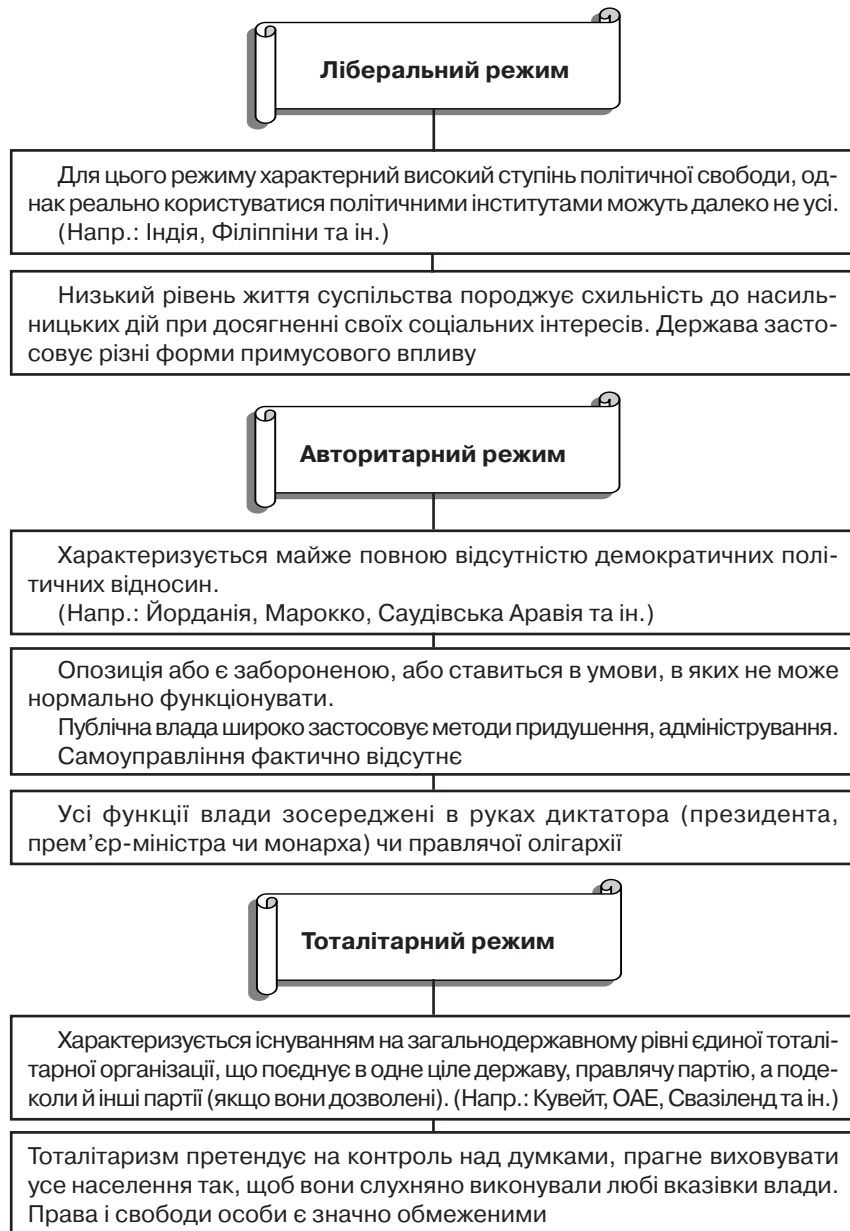 Ліберальний режим
Для цього режиму характерний високий ступінь політичної свободи, од-
нак реально користуватися політичними інститутами можуть далеко не усі.
(Напр.: Індія, Філіппіни та ін.)
Низький рівень життя суспільства породжує схильність до насиль-
ницьких дій при досягненні своїх соціальних інтересів. Держава засто-
совує різні форми примусового впливу
Авторитарний режим
Характеризується майже повною відсутністю демократичних полі-
тичних відносин.
(Напр.: Йорданія, Марокко, Саудівська Аравія та ін.)
Опозиція або є забороненою, або ставиться в умови, в яких не може
нормально функціонувати.
Публічна влада широко застосовує методи придушення, адміністрування.
Самоуправління фактично відсутнє
Усі функції влади зосереджені в руках диктатора (президента,
прем’єр-міністра чи монарха) чи правлячої олігархії
Тоталітарний режим
Характеризується існуванням на загальнодержавному рівні єдиної тоталі-
тарної організації, що поєднує в одне ціле державу, правлячу партію, а поде-
коли й інші партії (якщо вони дозволені). (Напр.: Кувейт, ОАЕ, Свазіленд та ін.)
Тоталітаризм претендує на контроль над думками, прагне виховувати
усе населення так, щоб вони слухняно виконували любі вказівки влади.
Права і свободи особи є значно обмеженими